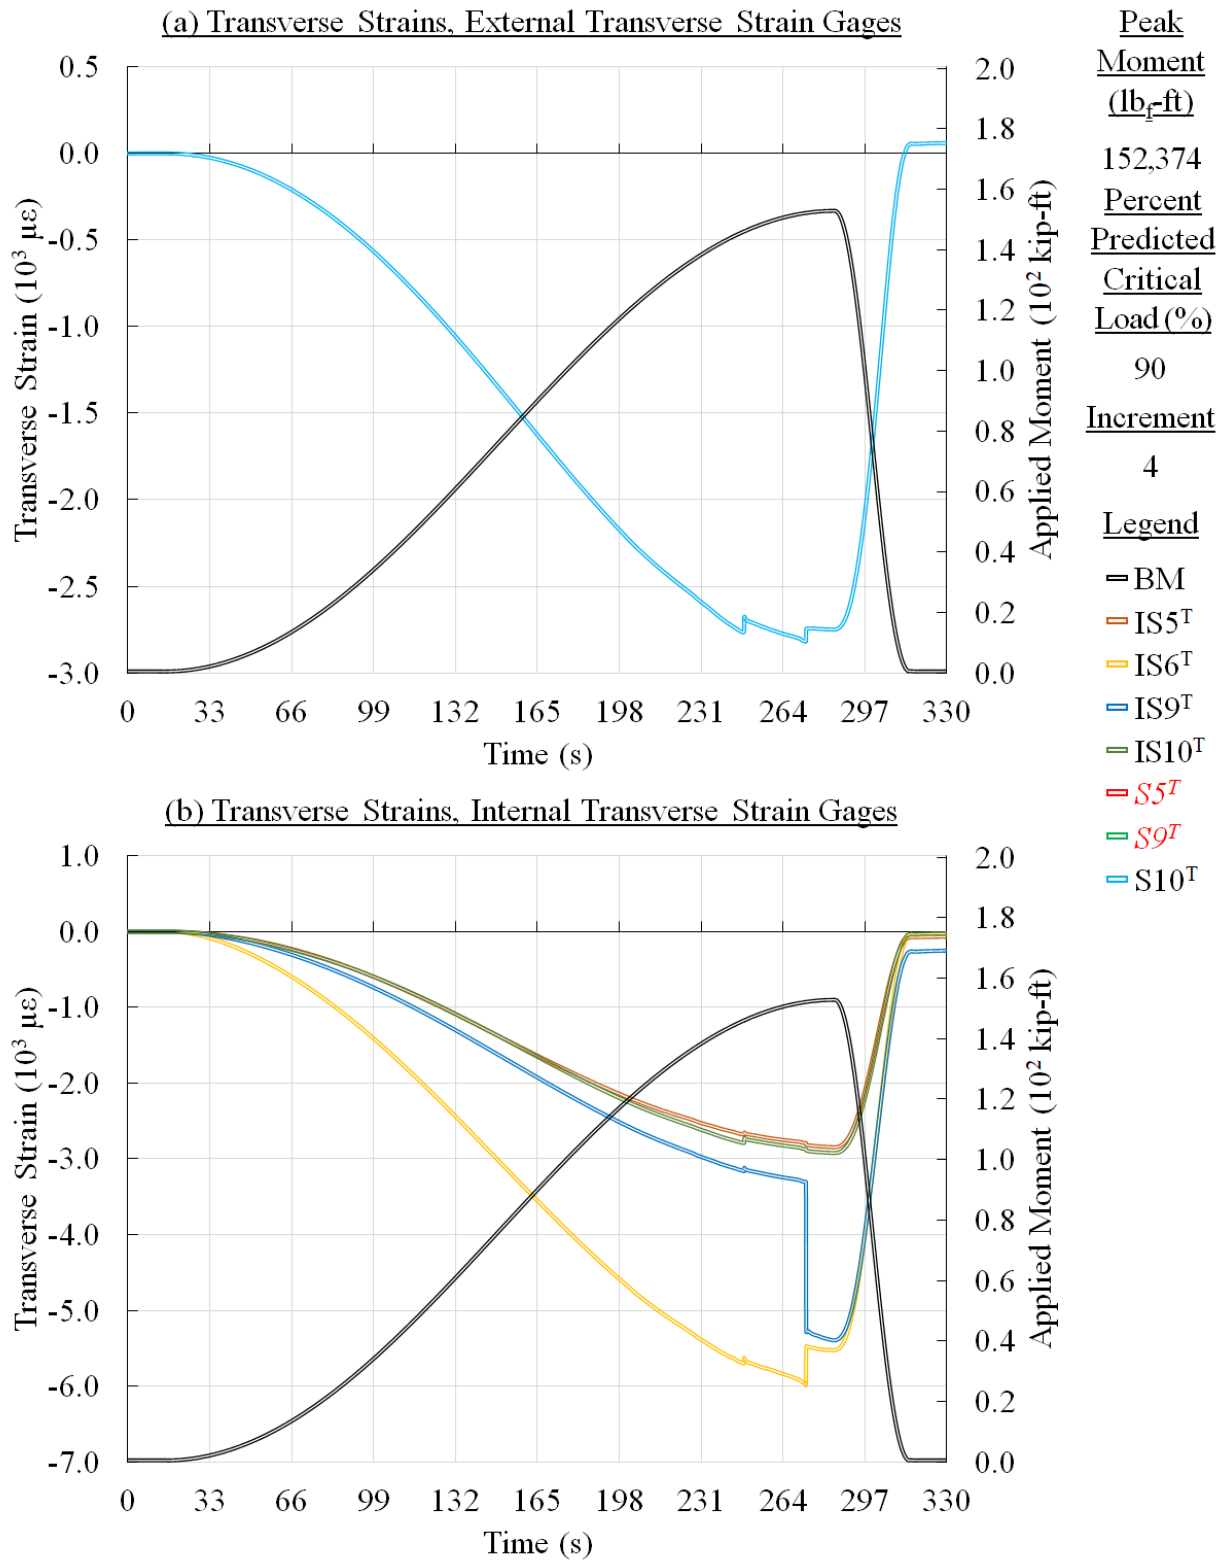 (a) Transverse Strains, External Transverse Strain Gages
0.5
0.0
-0.5
-1.0
-1.5
-2.0
-2.5
-3.0
Transverse Strain (10³ με)
2.0
1.8
1.6
1.4
1.2
1.0
0.8
0.6
0.4
0.2
0.0
Applied Moment (10² kip-ft)
0 33 66 99 132 165 198 231 264 297 330
Time (s)
(b) Transverse Strains, Internal Transverse Strain Gages
1.0
0.0
-1.0
-2.0
-3.0
-4.0
-5.0
-6.0
-7.0
Transverse Strain (10³ με)
2.0
1.8
1.6
1.4
1.2
1.0
0.8
0.6
0.4
0.2
0.0
Applied Moment (10² kip-ft)
0 33 66 99 132 165 198 231 264 297 330
Time (s)
Peak
Moment
(lbf-ft)
152,374
Percent
Predicted
Critical
Load (%)
90
Increment
4
Legend
BM
IS5ᵀ
IS6ᵀ
IS9ᵀ
IS10ᵀ
S5ᵀ
S9ᵀ
S10ᵀ